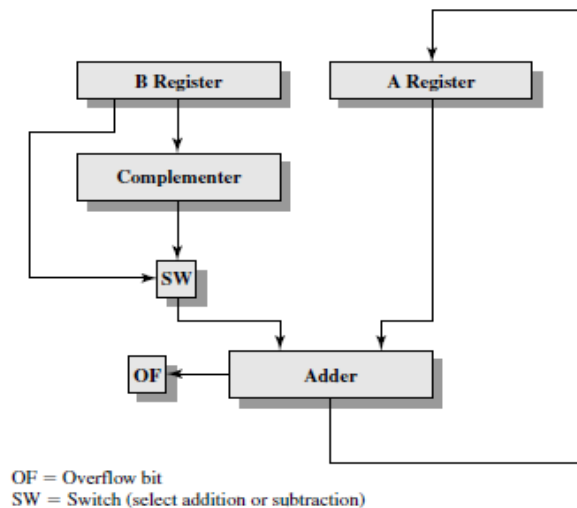 B Register
A Register
Complementer
SW
OF
Adder
OF = Overflow bit
SW = Switch (select addition or subtraction)